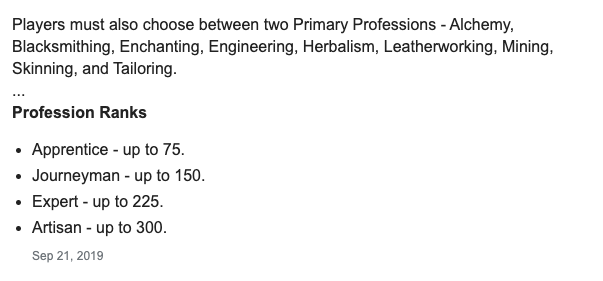 Players must also choose between two Primary Professions - Alchemy,
Blacksmithing, Enchanting, Engineering, Herbalism, Leatherworking, Mining,
Skinning, and Tailoring.
...
Profession Ranks
• Apprentice - up to 75.
• Journeyman - up to 150.
• Expert - up to 225.
• Artisan - up to 300.
Sep 21, 2019